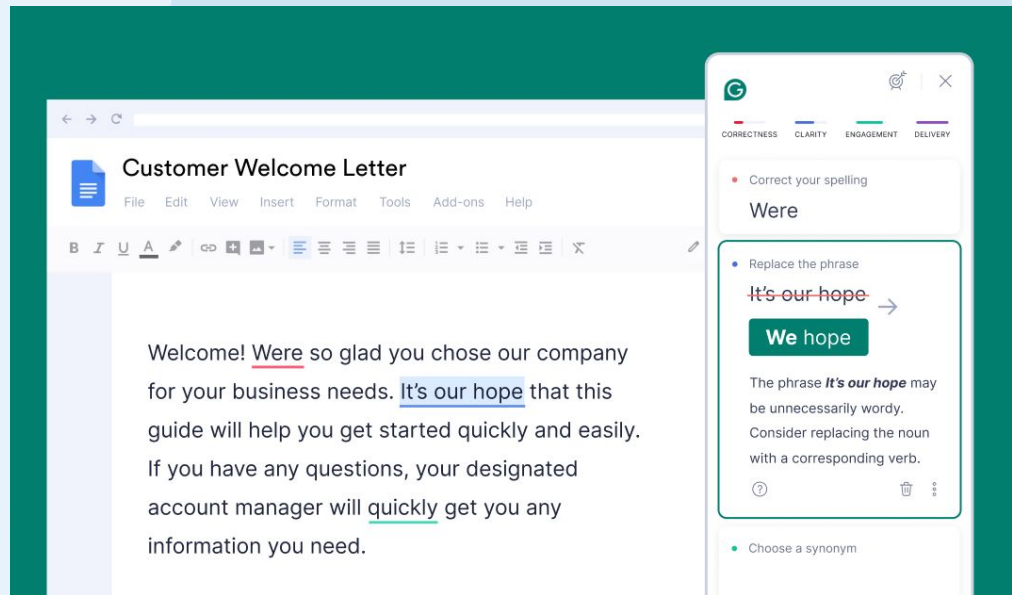 Customer Welcome Letter
File Edit View Insert Format Tools Add-ons Help
B I U A
Welcome! Were so glad you chose our company
for your business needs. It's our hope that this
guide will help you get started quickly and easily.
If you have any questions, your designated
account manager will quickly get you any
information you need.
G
CORRECTNESS CLARITY ENGAGEMENT DELIVERY
Correct your spelling
Were
Replace the phrase
It's our hope
We hope
The phrase It's our hope may
be unnecessarily wordy.
Consider replacing the noun
with a corresponding verb.
Choose a synonym